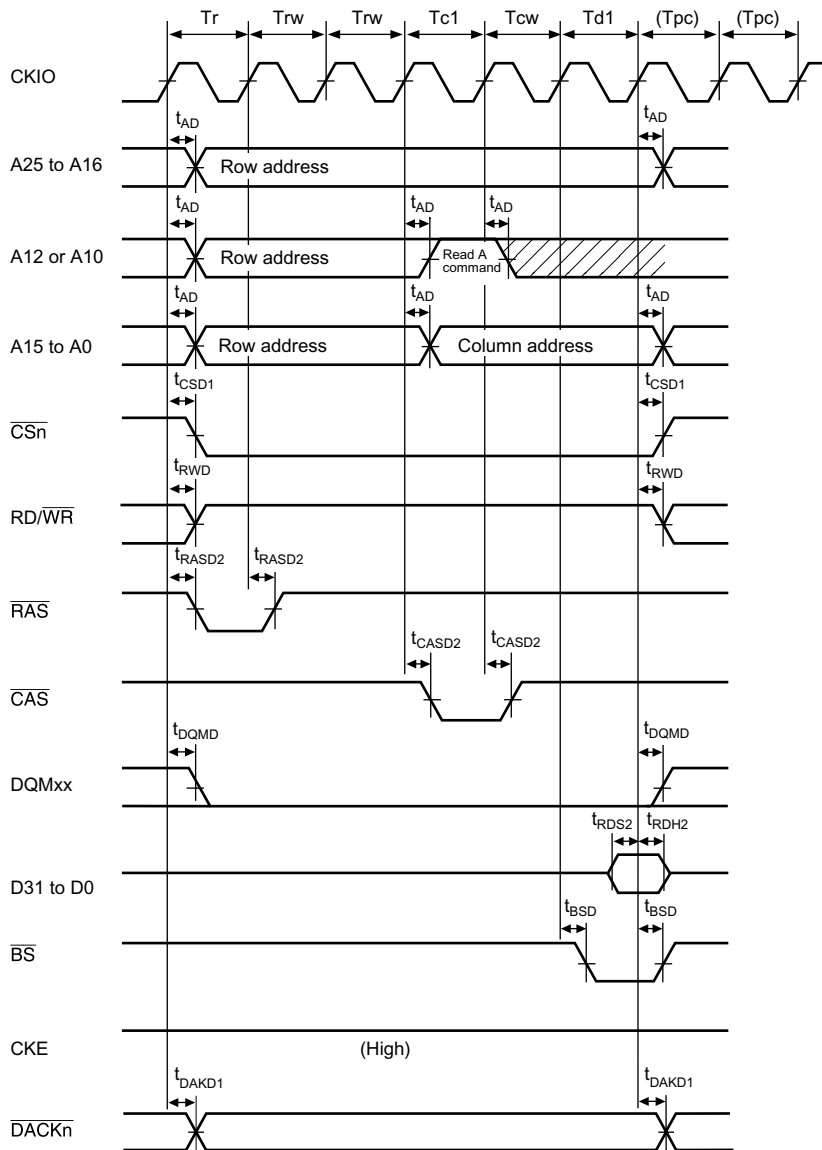 Tr Trw Trw Tc1 Tcw Td1 (Tpc) (Tpc)
CKIO
tAD tAD
A25 to A16 Row address
tAD tAD tAD
A12 or A10 Row address Read A command
tAD tAD tAD
A15 to A0 Row address Column address
tCSD1 tCSD1
CSn
tRWD tRWD
RD/WR
tRASD2 tRASD2
RAS
tCASD2 tCASD2
CAS
tDQMD tDQMD
DQMxx
tRDS2 tRDH2
D31 to D0
tBSD tBSD
BS
CKE (High)
tDAKD1 tDAKD1
DACKn